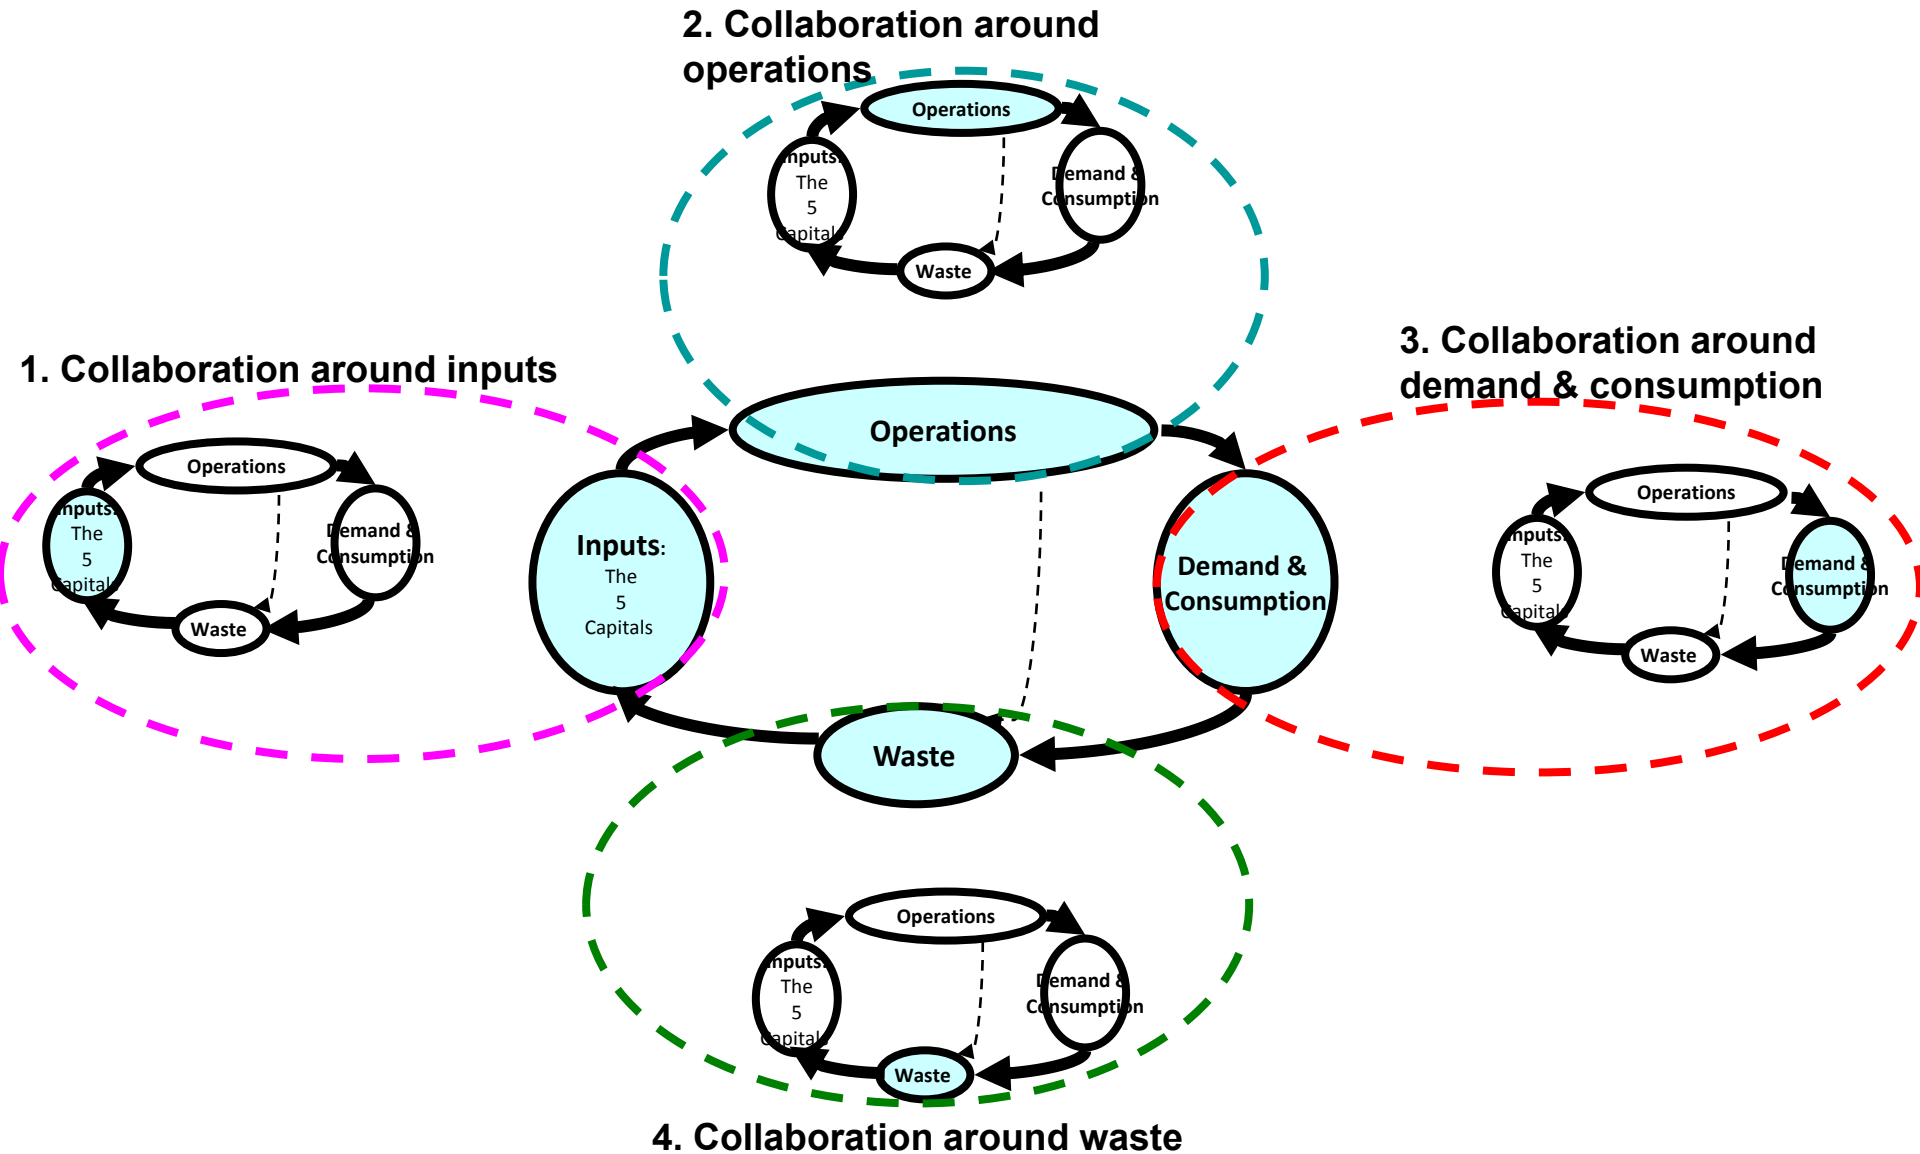 2. Collaboration around
operations
Operations
Inputs:
The
5
Capitals
Demand &
Consumption
Waste
1. Collaboration around inputs
Operations
Inputs:
The
5
Capitals
Demand &
Consumption
Waste
3. Collaboration around
demand & consumption
Operations
Inputs:
The
5
Capitals
Demand &
Consumption
Waste
Operations
Inputs:
The
5
Capitals
Demand &
Consumption
Waste
Operations
Inputs:
The
5
Capitals
Demand &
Consumption
Waste
4. Collaboration around waste